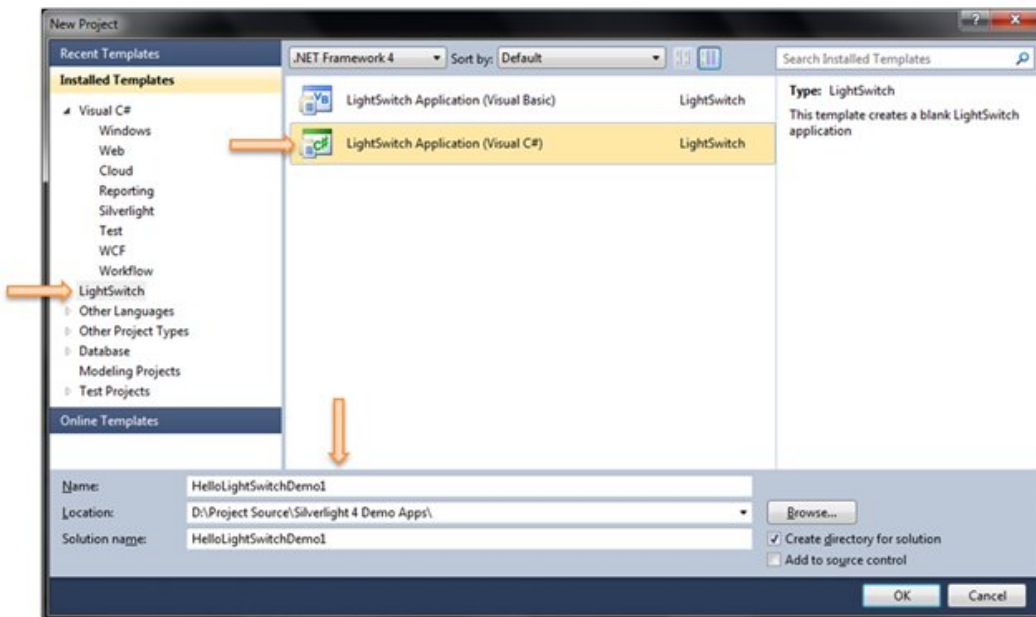 New Project
Recent Templates
Installed Templates
Visual C#
Windows
Web
Cloud
Reporting
Silverlight
Test
WCF
Workflow
LightSwitch
Other Languages
Other Project Types
Database
Modeling Projects
Test Projects
Online Templates
.NET Framework 4
Sort by: Default
VB LightSwitch Application (Visual Basic) LightSwitch
C# LightSwitch Application (Visual C#) LightSwitch
Search Installed Templates
Type: LightSwitch
This template creates a blank LightSwitch
application
Name: HelloLightSwitchDemo1
Location: D:\Project Source\Silverlight 4 Demo Apps\
Browse...
Solution name: HelloLightSwitchDemo1
Create directory for solution
Add to source control
OK Cancel